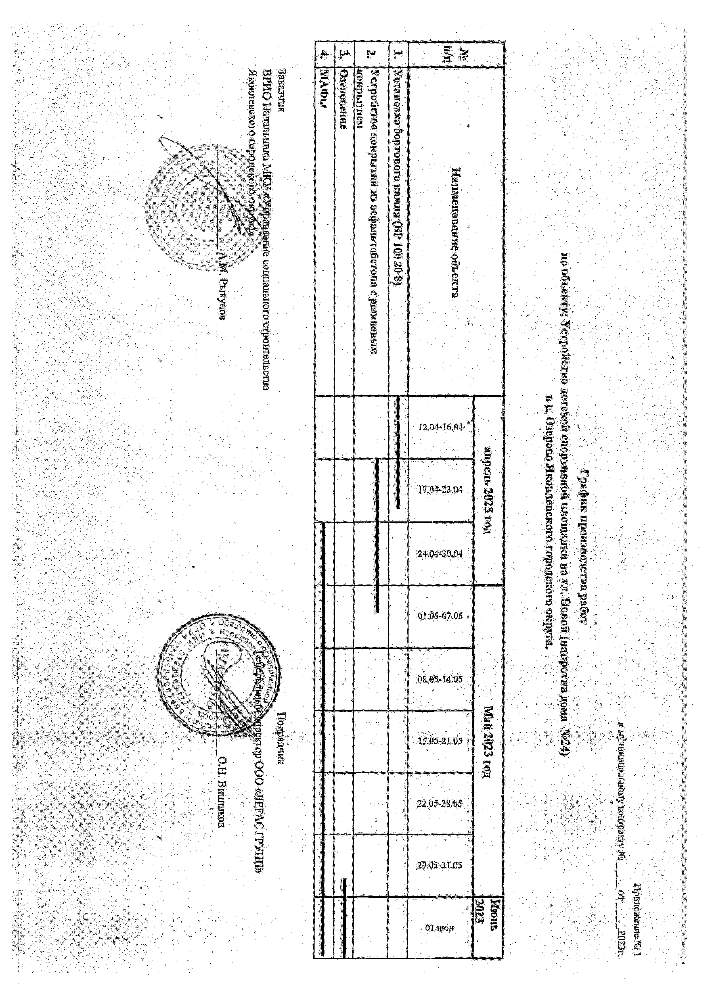 Приложение № 1
к муниципальному контракту № ____ от ____ 2023г.
График производства работ
по объекту: Устройство детской спортивной площадки на ул. Новой (напротив дома №24)
в с. Озерово Яковлевского городского округа.
№ п/п
Наименование объекта
апрель 2023 год
Май 2023 год
Июнь 2023
12.04-16.04
17.04-23.04
24.04-30.04
01.05-07.05
08.05-14.05
15.05-21.05
22.05-28.05
29.05-31.05
01.июн
1. Установка бортового камня (БР 100 20 8)
2. Устройство покрытий из асфальтобетона с резиновым
покрытием
3. Озеленение
4. МАФы
Заказчик
ВРИО Начальника МКУ «Управление социального строительства
Яковлевского городского округа»
А.М. Рыкунов
Подрядчик
Генеральный директор ООО «ЛЕГАС ГРУПП»
О.Н. Винников
Общество с ограниченной
ОГРН
ИНН